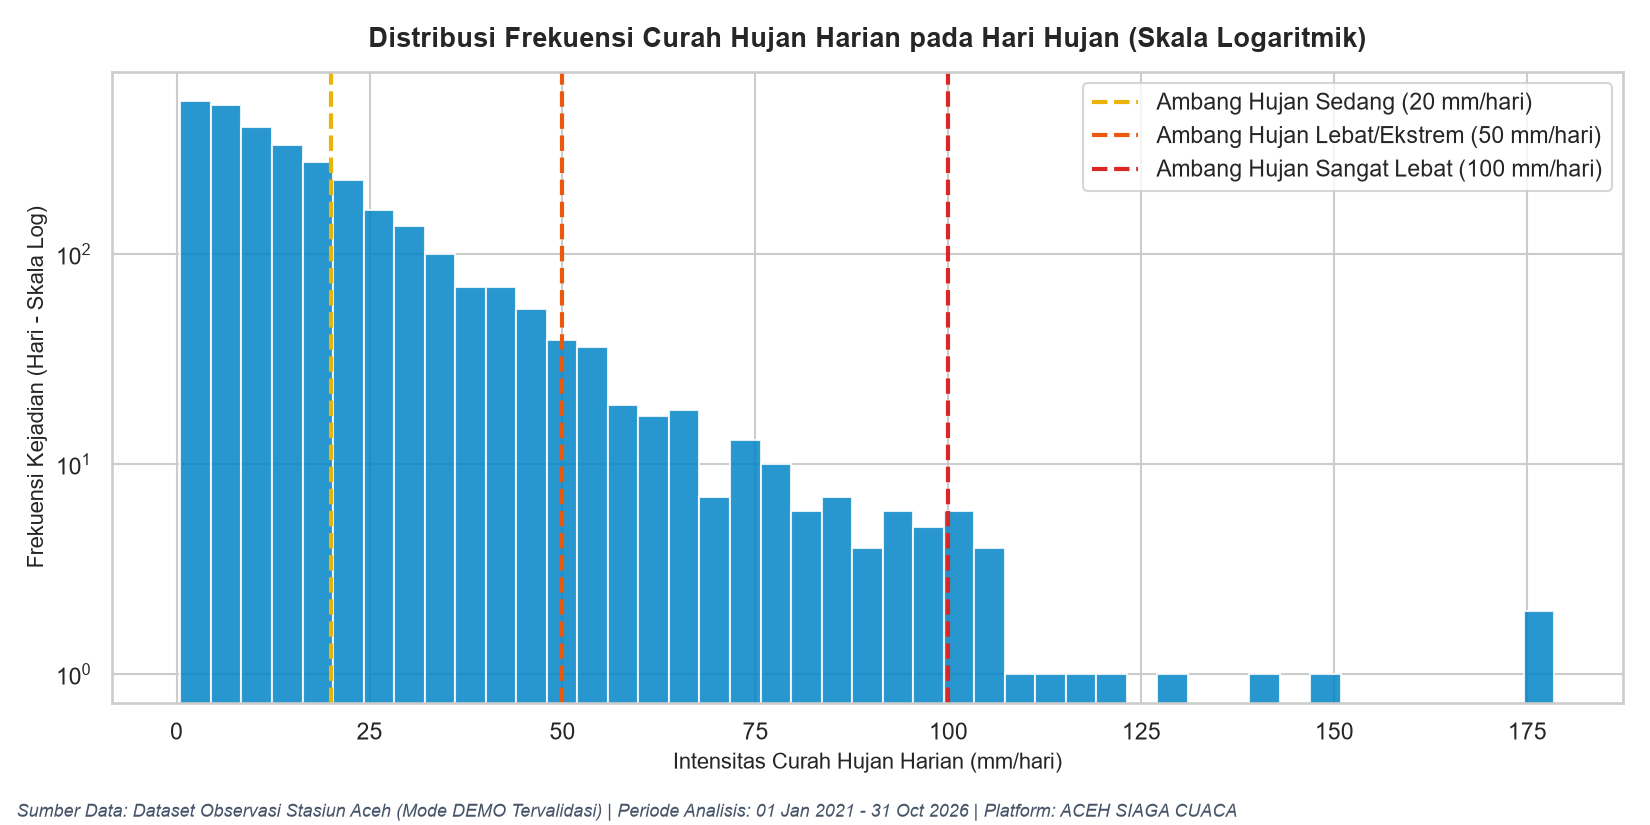 Distribusi Frekuensi Curah Hujan Harian pada Hari Hujan (Skala Logaritmik)
Ambang Hujan Sedang (20 mm/hari)
Ambang Hujan Lebat/Ekstrem (50 mm/hari)
Ambang Hujan Sangat Lebat (100 mm/hari)
Frekuensi Kejadian (Hari - Skala Log)
10²
10¹
10⁰
0 25 50 75 100 125 150 175
Intensitas Curah Hujan Harian (mm/hari)
Sumber Data: Dataset Observasi Stasiun Aceh (Mode DEMO Tervalidasi) | Periode Analisis: 01 Jan 2021 - 31 Oct 2026 | Platform: ACEH SIAGA CUACA